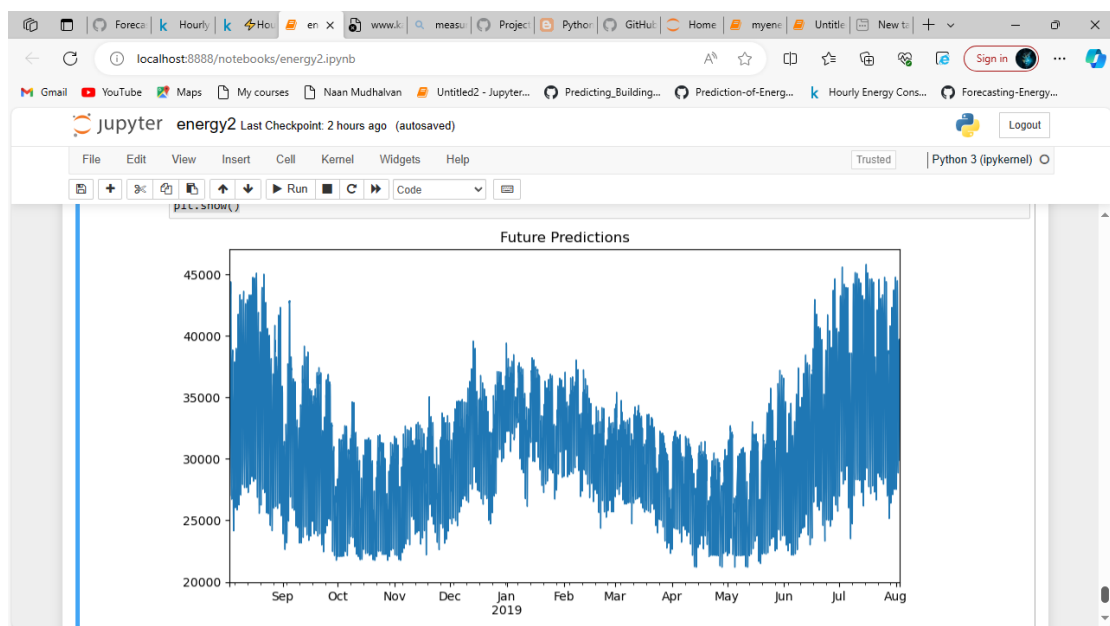 Foreca k Hourly k Hou en www.k measu Project Pythor GitHub Home myene Untitle New ta
localhost:8888/notebooks/energy2.ipynb Sign in
Gmail YouTube Maps My courses Naan Mudhalvan Untitled2 - Jupyter... Predicting_Building... Prediction-of-Energ... k Hourly Energy Cons... Forecasting-Energy...
jupyter energy2 Last Checkpoint: 2 hours ago (autosaved) Logout
File Edit View Insert Cell Kernel Widgets Help Trusted Python 3 (ipykernel)
Run Code
plt.show()
Future Predictions
45000
40000
35000
30000
25000
20000
Sep Oct Nov Dec Jan Feb Mar Apr May Jun Jul Aug
2019